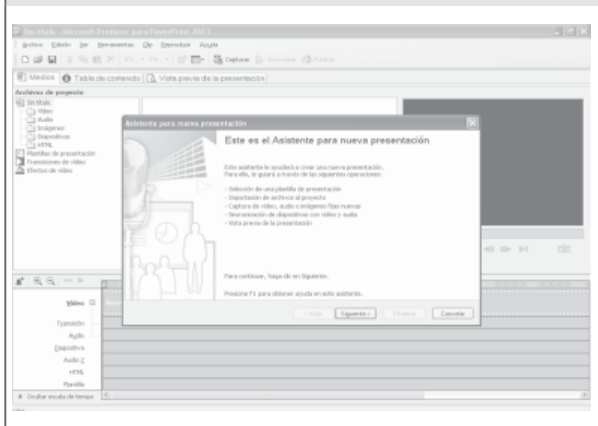 Sin título - Microsoft Producer para PowerPoint 2003
Archivo Edición Ver Herramientas Clip Reproducir Ayuda
Capturar Sincronizar Publicar
Medios Tabla de contenido Vista previa de la presentación
Archivos de proyecto
Sin título
Vídeo
Audio
Imágenes
Diapositivas
HTML
Plantillas de presentación
Transiciones de vídeo
Efectos de vídeo
Asistente para nueva presentación
Este es el Asistente para nueva presentación
Este asistente le ayudará a crear una nueva presentación.
Para ello, le guiará a través de las siguientes operaciones:
- Selección de una plantilla de presentación
- Importación de archivos al proyecto
- Captura de vídeo, audio o imágenes fijas nuevas
- Sincronización de diapositivas con vídeo y audio
- Vista previa de la presentación
Para continuar, haga clic en Siguiente.
Presione F1 para obtener ayuda en este asistente.
< Atrás Siguiente > Finalizar Cancelar
Vídeo
Transición
Audio
Diapositiva
Audio 2
HTML
Plantilla
Ocultar escala de tiempo